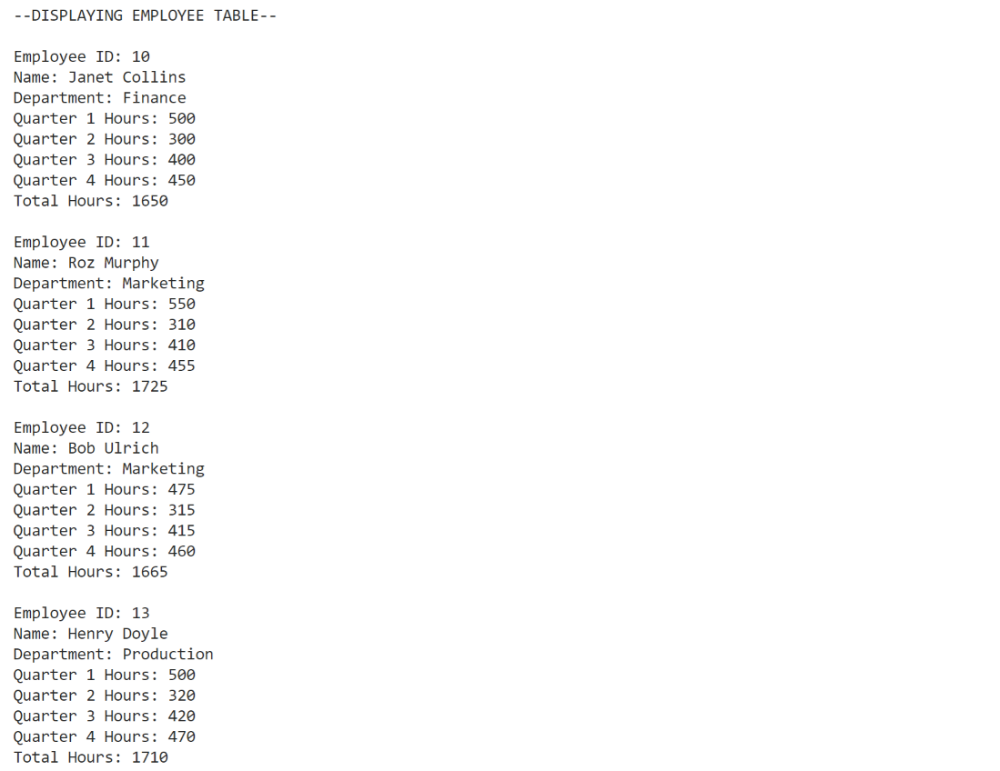 --DISPLAYING EMPLOYEE TABLE--
Employee ID: 10
Name: Janet Collins
Department: Finance
Quarter 1 Hours: 500
Quarter 2 Hours: 300
Quarter 3 Hours: 400
Quarter 4 Hours: 450
Total Hours: 1650
Employee ID: 11
Name: Roz Murphy
Department: Marketing
Quarter 1 Hours: 550
Quarter 2 Hours: 310
Quarter 3 Hours: 410
Quarter 4 Hours: 455
Total Hours: 1725
Employee ID: 12
Name: Bob Ulrich
Department: Marketing
Quarter 1 Hours: 475
Quarter 2 Hours: 315
Quarter 3 Hours: 415
Quarter 4 Hours: 460
Total Hours: 1665
Employee ID: 13
Name: Henry Doyle
Department: Production
Quarter 1 Hours: 500
Quarter 2 Hours: 320
Quarter 3 Hours: 420
Quarter 4 Hours: 470
Total Hours: 1710